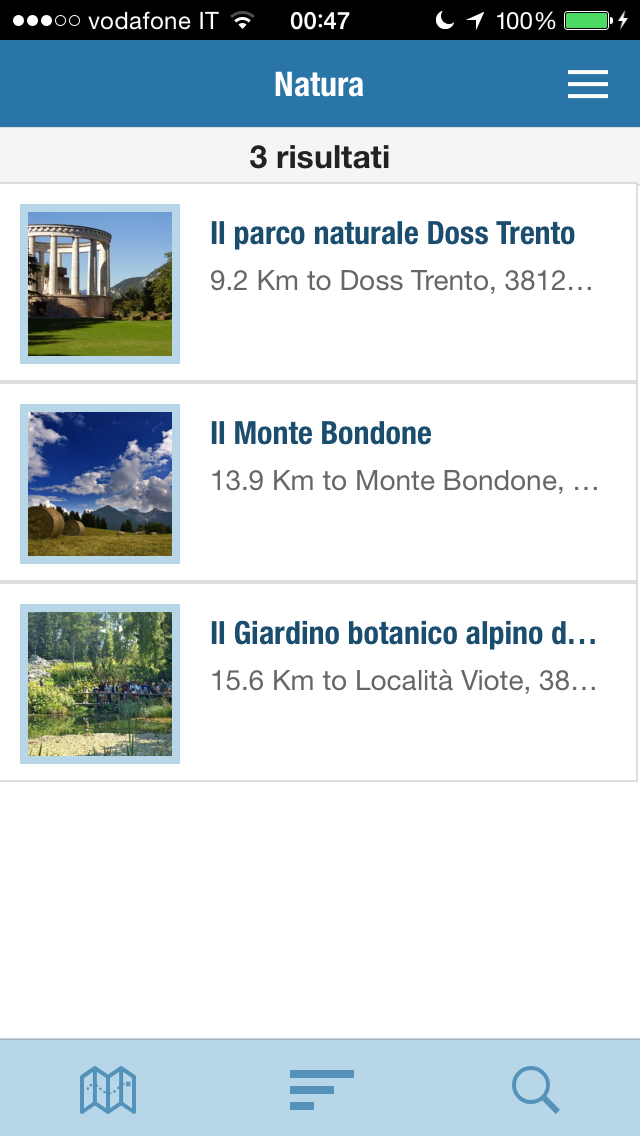 vodafone IT 00:47 100%
Natura
3 risultati
Il parco naturale Doss Trento
9.2 Km to Doss Trento, 3812...
Il Monte Bondone
13.9 Km to Monte Bondone, ...
Il Giardino botanico alpino d...
15.6 Km to Località Viote, 38...